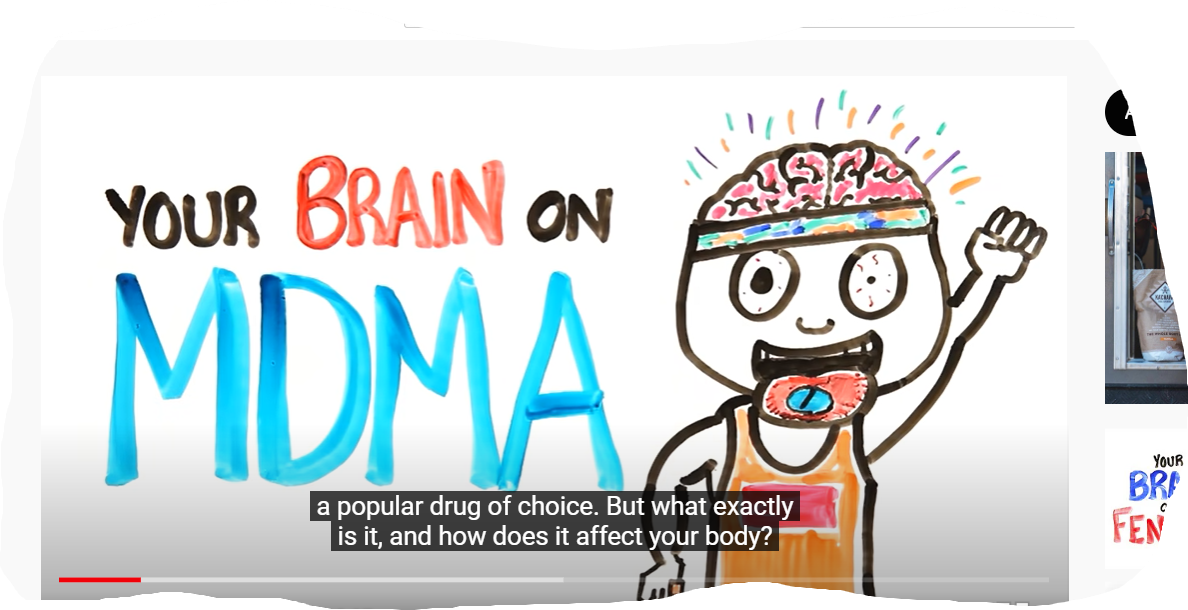 YOUR BRAIN ON
MDMA
a popular drug of choice. But what exactly
is it, and how does it affect your body?
YOUR
FEN